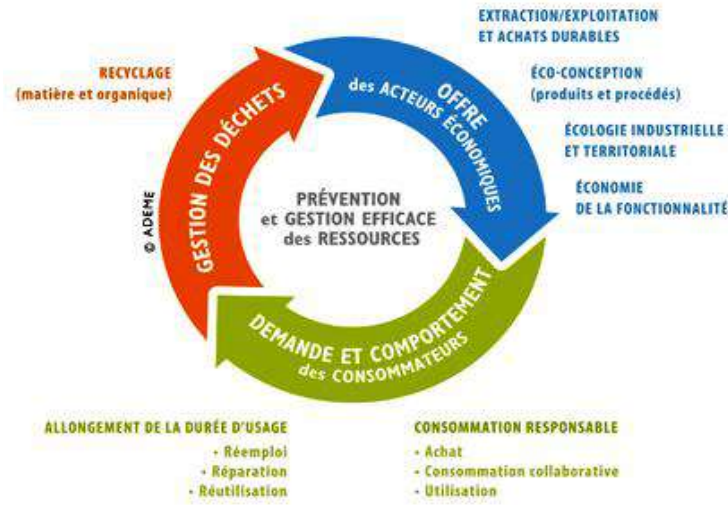 EXTRACTION/EXPLOITATION
ET ACHATS DURABLES
ÉCO-CONCEPTION
(produits et procédés)
ÉCOLOGIE INDUSTRIELLE
ET TERRITORIALE
ÉCONOMIE
DE LA FONCTIONNALITÉ
RECYCLAGE
(matière et organique)
OFFRE
des ACTEURS ÉCONOMIQUES
GESTION DES DÉCHETS
PRÉVENTION
et GESTION EFFICACE
des RESSOURCES
© ADEME
DEMANDE ET COMPORTEMENT
des CONSOMMATEURS
ALLONGEMENT DE LA DURÉE D'USAGE
• Réemploi
• Réparation
• Réutilisation
CONSOMMATION RESPONSABLE
• Achat
• Consommation collaborative
• Utilisation